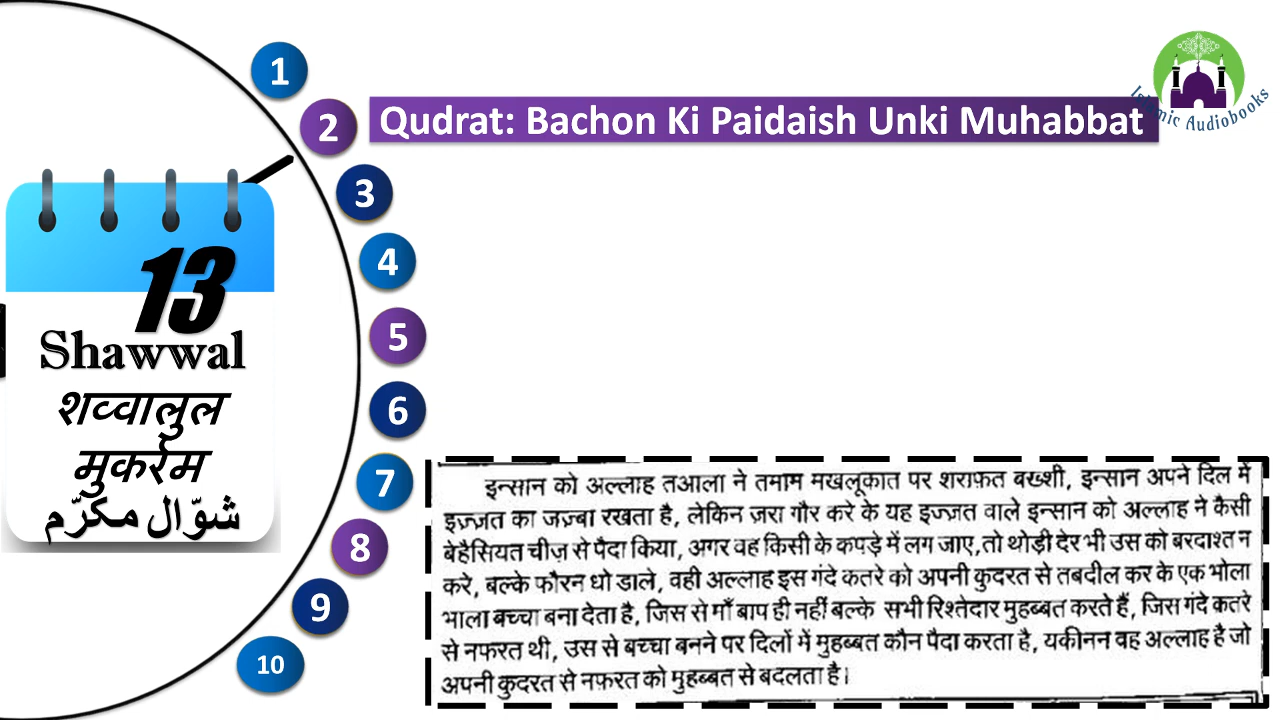 1
2
Qudrat: Bachon Ki Paidaish Unki Muhabbat
Islamic Audiobooks
3
4
5
6
7
8
9
10
13
Shawwal
शव्वालुल
मुकर्रम
شوّال مكرّم
इन्सान को अल्लाह तआला ने तमाम मखलूकात पर शराफ़त बख्शी, इन्सान अपने दिल में
इज़्ज़त का जज़्बा रखता है, लेकिन ज़रा गौर करे के यह इज्ज़त वाले इन्सान को अल्लाह ने कैसी
बेहैसियत चीज़ से पैदा किया, अगर वह किसी के कपड़े में लग जाए,तो थोड़ी देर भी उस को बरदाश्त न
करे, बल्के फौरन धो डाले, वही अल्लाह इस गंदे कतरे को अपनी कुदरत से तबदील कर के एक भोला
भाला बच्चा बना देता है, जिस से माँ बाप ही नहीं बल्के सभी रिश्तेदार मुहब्बत करते हैं, जिस गंदे कतरे
से नफरत थी, उस से बच्चा बनने पर दिलों में मुहब्बत कौन पैदा करता है, यकीनन वह अल्लाह है जो
अपनी कुदरत से नफ़रत को मुहब्बत से बदलता है।